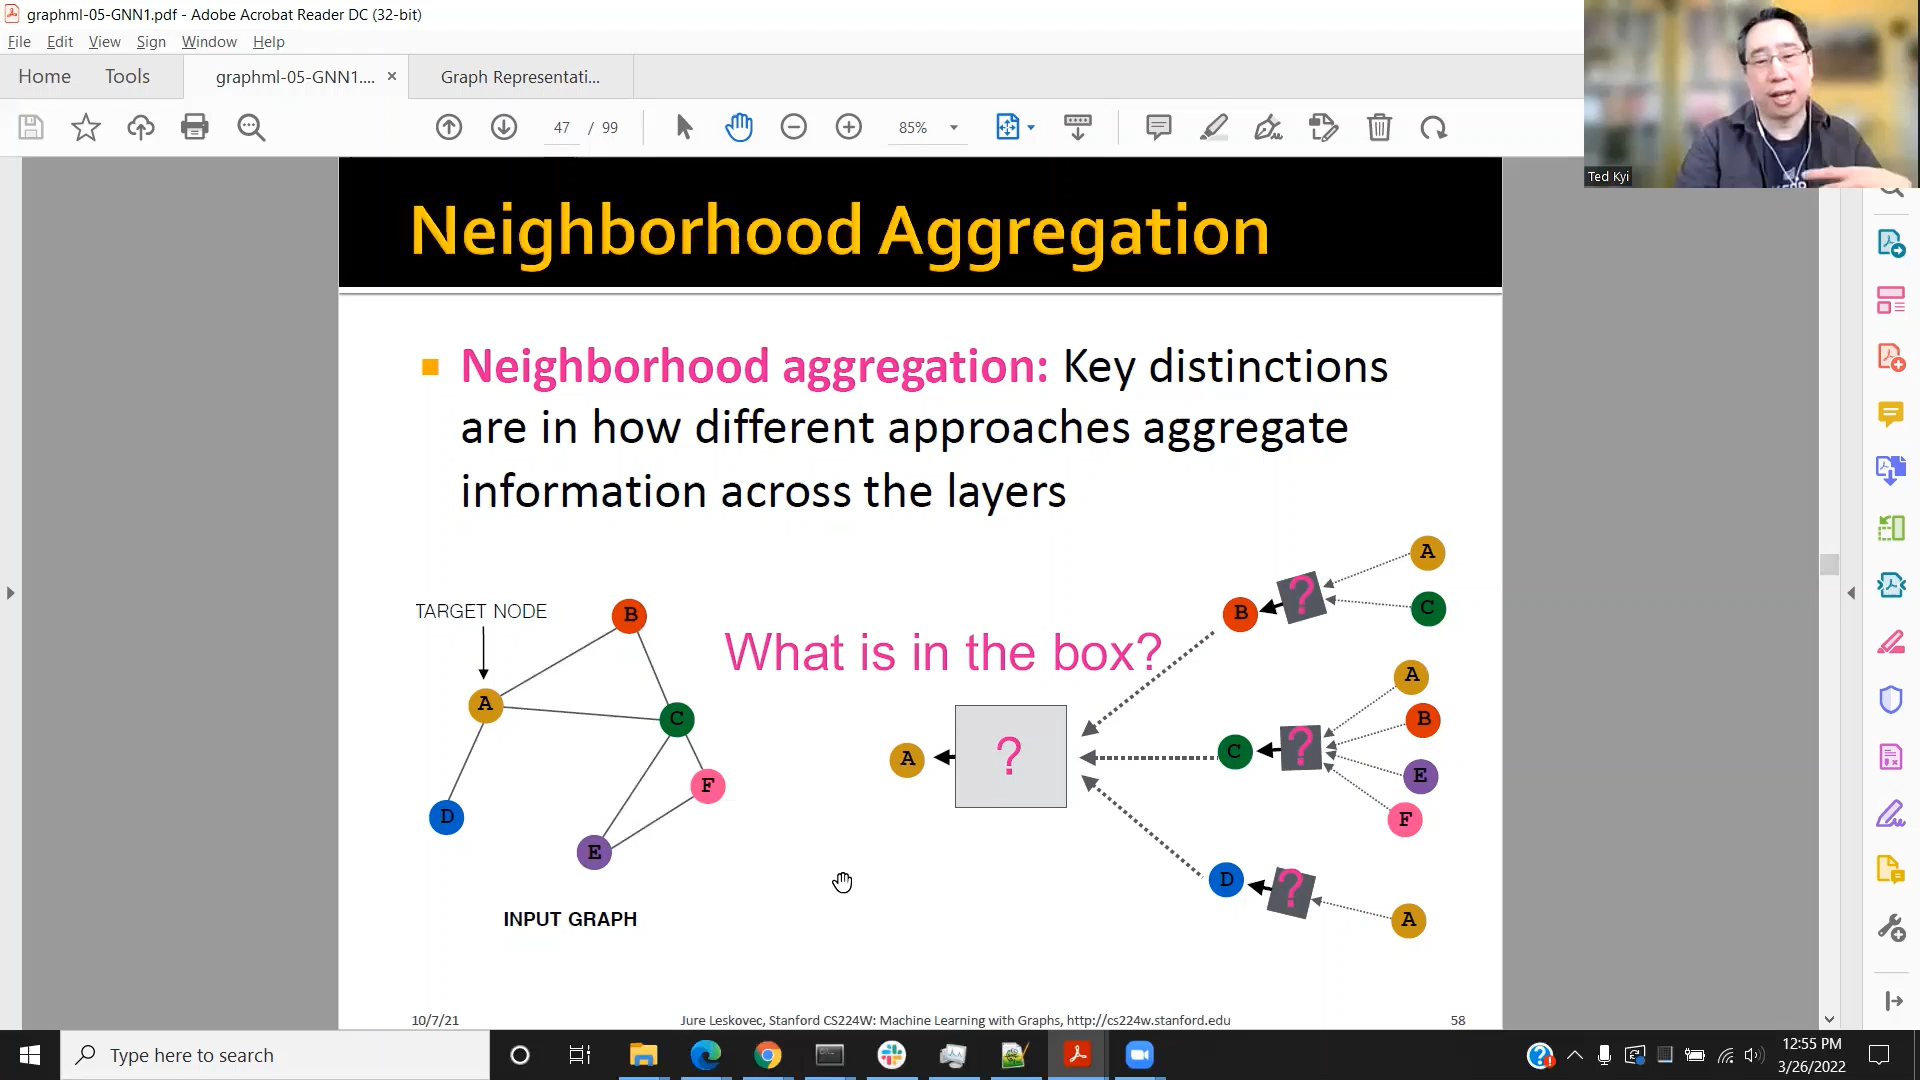 graphml-05-GNN1.pdf - Adobe Acrobat Reader DC (32-bit)
File Edit View Sign Window Help
Home Tools graphml-05-GNN1.... × Graph Representati...
47 / 99 85%
Ted Kyi
Neighborhood Aggregation
Neighborhood aggregation: Key distinctions
are in how different approaches aggregate
information across the layers
TARGET NODE
B
A
C
F
D
E
INPUT GRAPH
What is in the box?
A
?
B
?
A
C
C
?
A
B
E
F
D
?
A
10/7/21 Jure Leskovec, Stanford CS224W: Machine Learning with Graphs, http://cs224w.stanford.edu 58
Type here to search
12:55 PM
3/26/2022